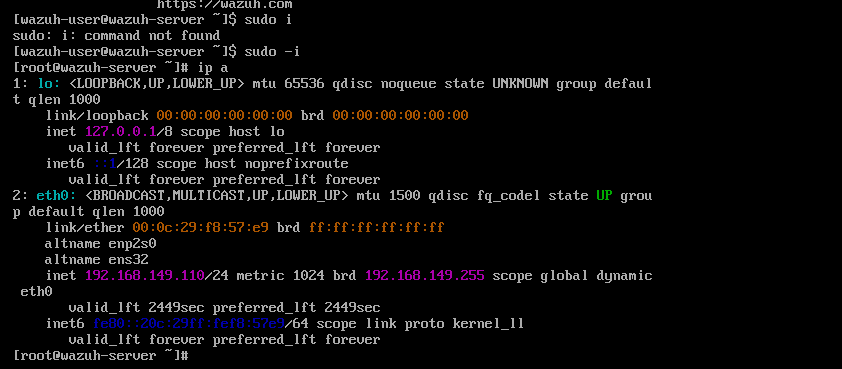 https://wazuh.com
[wazuh-user@wazuh-server ~]$ sudo i
sudo: i: command not found
[wazuh-user@wazuh-server ~]$ sudo -i
[root@wazuh-server ~]# ip a
1: lo: <LOOPBACK,UP,LOWER_UP> mtu 65536 qdisc noqueue state UNKNOWN group defaul
t qlen 1000
link/loopback 00:00:00:00:00:00 brd 00:00:00:00:00:00
inet 127.0.0.1/8 scope host lo
valid_lft forever preferred_lft forever
inet6 ::1/128 scope host noprefixroute
valid_lft forever preferred_lft forever
2: eth0: <BROADCAST,MULTICAST,UP,LOWER_UP> mtu 1500 qdisc fq_codel state UP grou
p default qlen 1000
link/ether 00:0c:29:f8:57:e9 brd ff:ff:ff:ff:ff:ff
altname enp2s0
altname ens32
inet 192.168.149.110/24 metric 1024 brd 192.168.149.255 scope global dynamic
eth0
valid_lft 2449sec preferred_lft 2449sec
inet6 fe80::20c:29ff:fef8:57e9/64 scope link proto kernel_ll
valid_lft forever preferred_lft forever
[root@wazuh-server ~]#